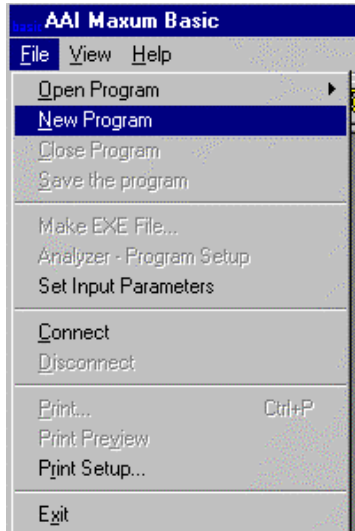 basic AAI Maxum Basic
File View Help
Open Program
New Program
Close Program
Save the program
Make EXE File...
Analyzer - Program Setup
Set Input Parameters
Connect
Disconnect
Print... Ctrl+P
Print Preview
Print Setup...
Exit